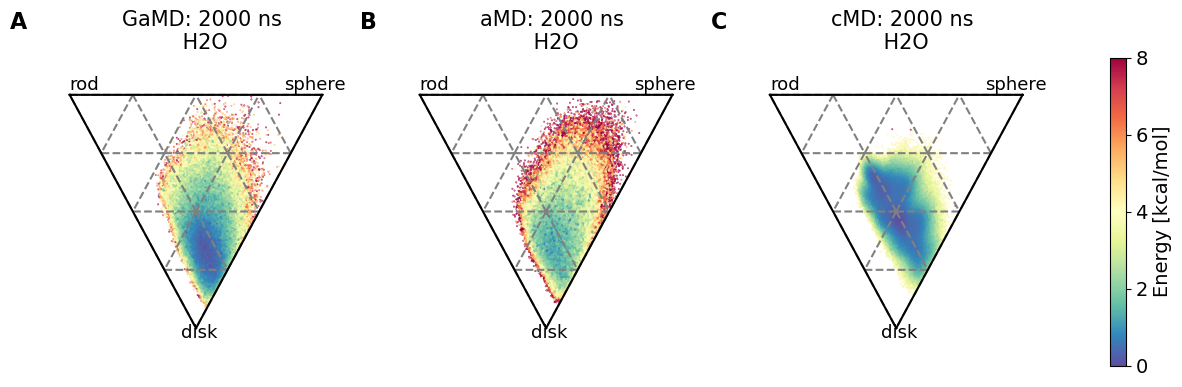 A
GaMD: 2000 ns
H2O
rod
sphere
disk
B
aMD: 2000 ns
H2O
rod
sphere
disk
C
cMD: 2000 ns
H2O
rod
sphere
disk
8
6
4
2
0
Energy [kcal/mol]